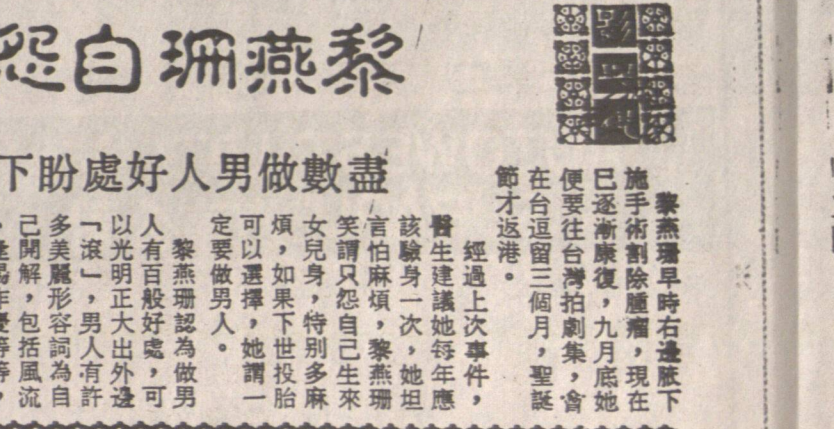 影
黎燕珊自怨
盡數做男人好處盼下
黎燕珊早時右邊腋下
施手術割除腫瘤，現在
已逐漸康復，九月底她
便要往台灣拍劇集，會
在台逗留三個月，聖誕
節才返港。
經過上次事件，
醫生建議她每年應
該驗身一次，她坦
言怕麻煩，黎燕珊
笑謂只怨自己生來
女兒身，特別多麻
煩，如果下世投胎
可以選擇，她謂一
定要做男人。
黎燕珊認為做男
人有百般好處，可
以光明正大出外邊
「滾」，男人有許
多美麗形容詞為自
己開解，包括風流
等等，